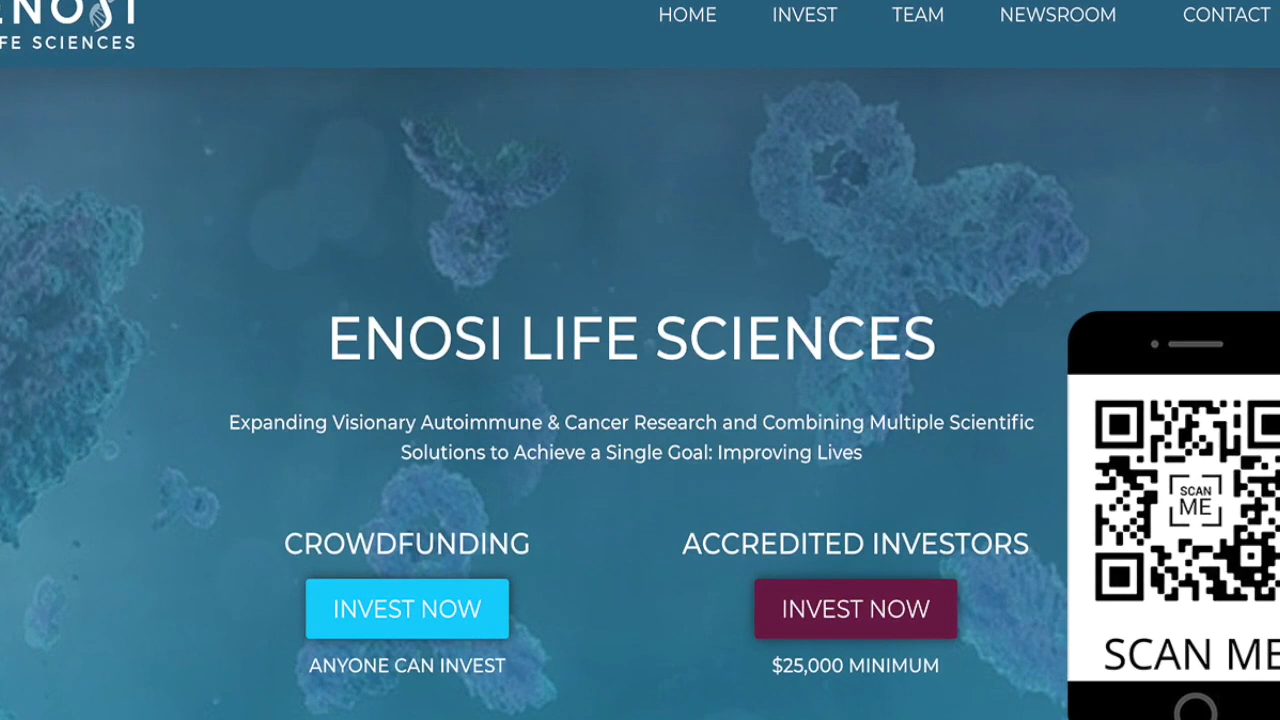 ENOSI
FE SCIENCES
HOME INVEST TEAM NEWSROOM CONTACT
ENOSI LIFE SCIENCES
Expanding Visionary Autoimmune & Cancer Research and Combining Multiple Scientific
Solutions to Achieve a Single Goal: Improving Lives
CROWDFUNDING
INVEST NOW
ANYONE CAN INVEST
ACCREDITED INVESTORS
INVEST NOW
$25,000 MINIMUM
SCAN
ME
SCAN ME